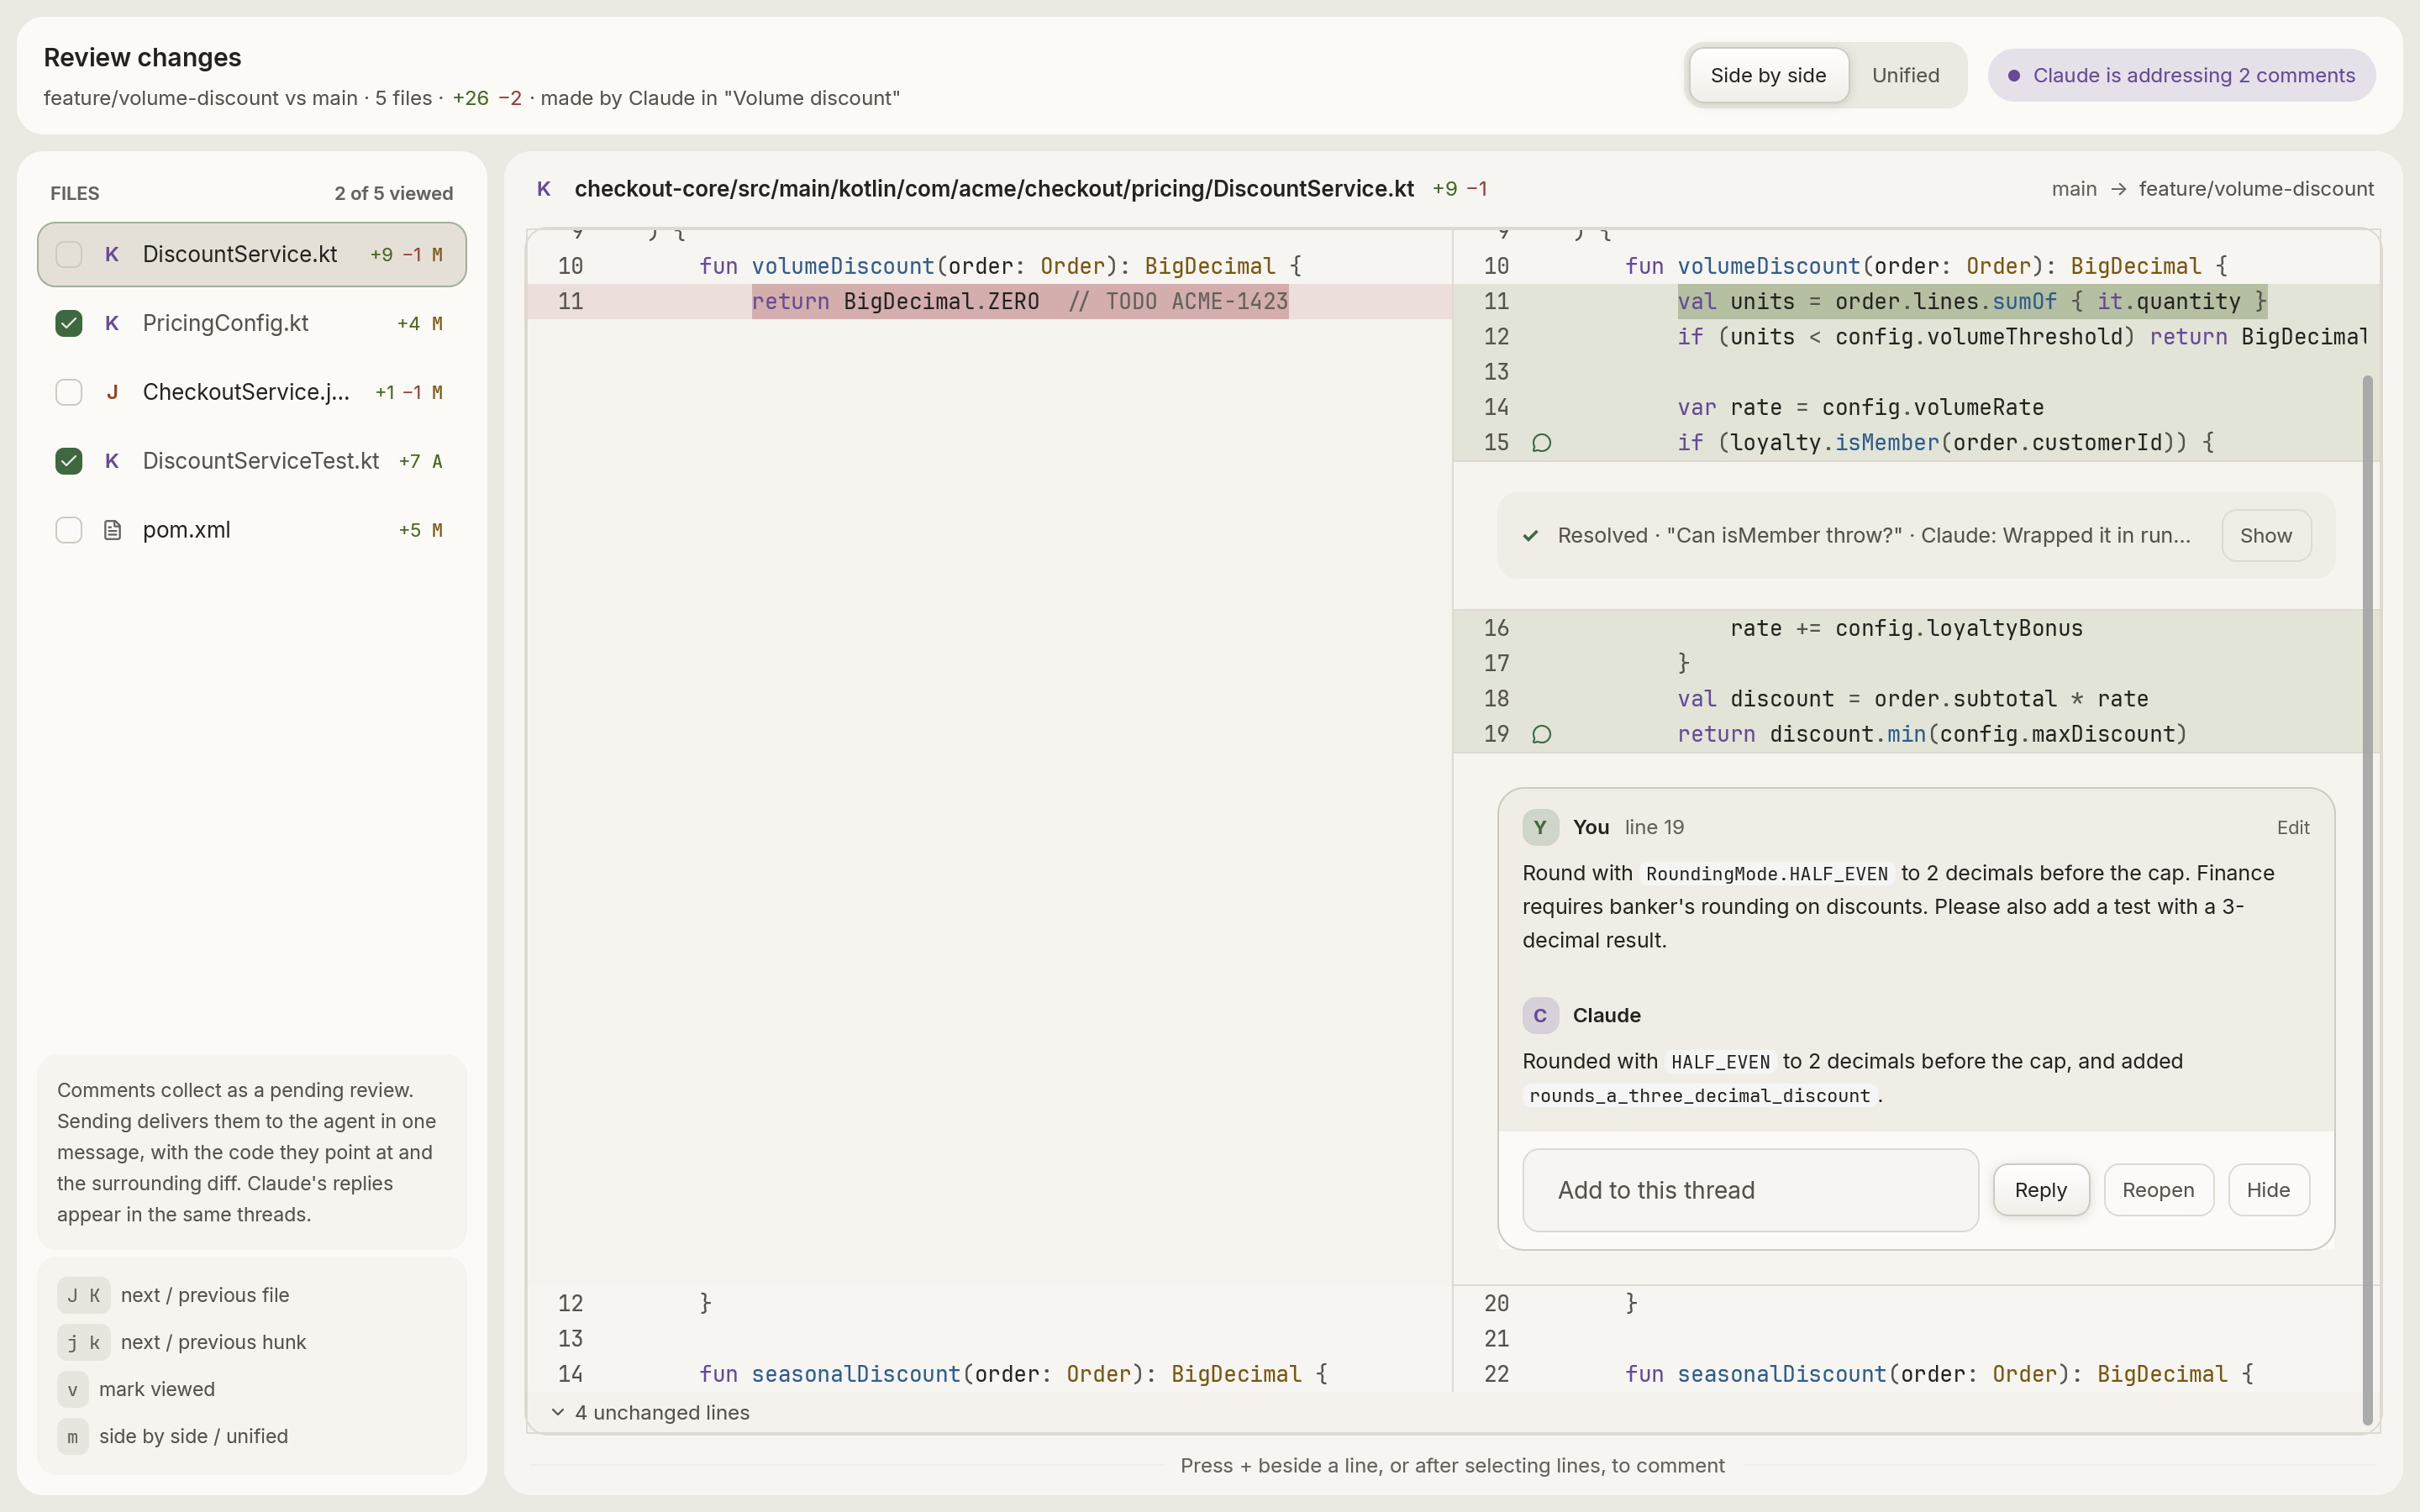 Review changes
feature/volume-discount vs main · 5 files · +26 −2 · made by Claude in "Volume discount"
Side by side
Unified
Claude is addressing 2 comments
FILES
2 of 5 viewed
DiscountService.kt +9 −1 M
PricingConfig.kt +4 M
CheckoutService.j... +1 −1 M
DiscountServiceTest.kt +7 A
pom.xml +5 M
Comments collect as a pending review.
Sending delivers them to the agent in one
message, with the code they point at and
the surrounding diff. Claude's replies
appear in the same threads.
J K next / previous file
j k next / previous hunk
v mark viewed
m side by side / unified
K checkout-core/src/main/kotlin/com/acme/checkout/pricing/DiscountService.kt +9 −1
main → feature/volume-discount
9 ) {
10 fun volumeDiscount(order: Order): BigDecimal {
11 return BigDecimal.ZERO // TODO ACME-1423
12 }
13
14 fun seasonalDiscount(order: Order): BigDecimal {
9 ) {
10 fun volumeDiscount(order: Order): BigDecimal {
11 val units = order.lines.sumOf { it.quantity }
12 if (units < config.volumeThreshold) return BigDecimal
13
14 var rate = config.volumeRate
15 if (loyalty.isMember(order.customerId)) {
Resolved · "Can isMember throw?" · Claude: Wrapped it in run...
Show
16 rate += config.loyaltyBonus
17 }
18 val discount = order.subtotal * rate
19 return discount.min(config.maxDiscount)
Y You line 19
Edit
Round with RoundingMode.HALF_EVEN to 2 decimals before the cap. Finance
requires banker's rounding on discounts. Please also add a test with a 3-
decimal result.
C Claude
Rounded with HALF_EVEN to 2 decimals before the cap, and added
rounds_a_three_decimal_discount.
Add to this thread
Reply
Reopen
Hide
20 }
21
22 fun seasonalDiscount(order: Order): BigDecimal {
4 unchanged lines
Press + beside a line, or after selecting lines, to comment